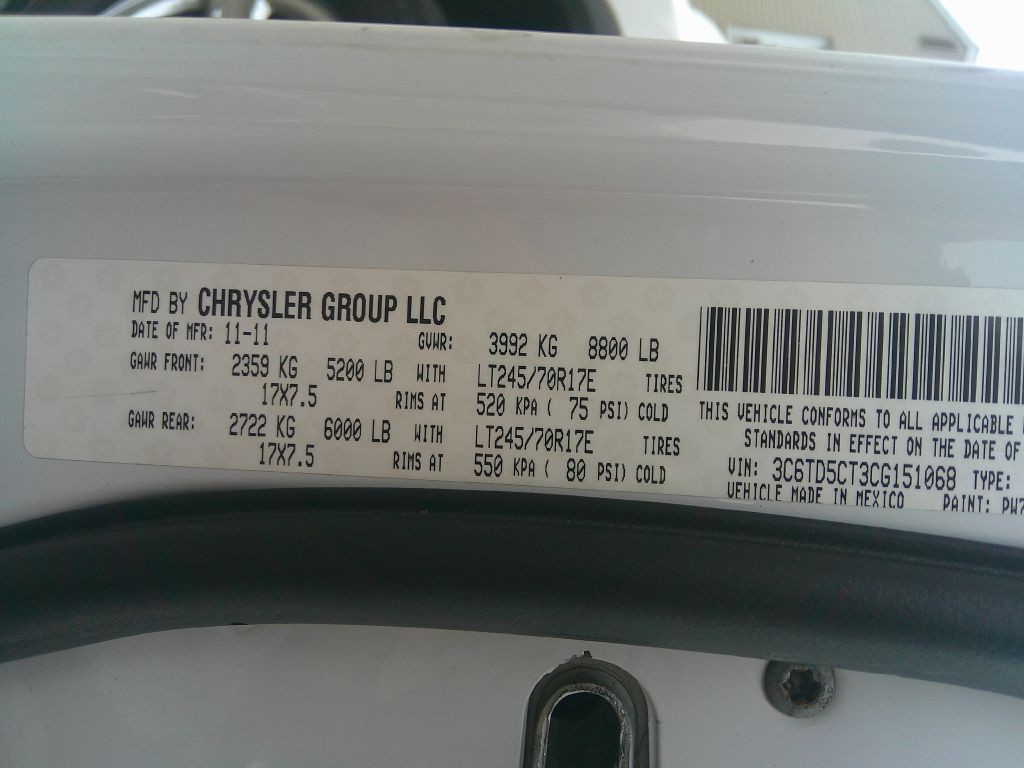 MFD BY CHRYSLER GROUP LLC
DATE OF MFR: 11-11 GVWR: 3992 KG 8800 LB
GAWR FRONT: 2359 KG 5200 LB WITH LT245/70R17E TIRES
17X7.5 RIMS AT 520 KPA ( 75 PSI) COLD
GAWR REAR: 2722 KG 6000 LB WITH LT245/70R17E TIRES
17X7.5 RIMS AT 550 KPA ( 80 PSI) COLD
THIS VEHICLE CONFORMS TO ALL APPLICABLE
STANDARDS IN EFFECT ON THE DATE OF
VIN: 3C6TD5CT3CG151068 TYPE:
VEHICLE MADE IN MEXICO PAINT: PW7